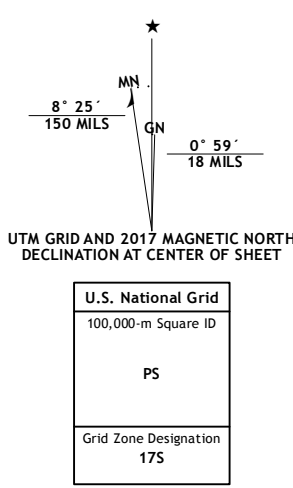 ★
MN
GN
8° 25´
150 MILS
0° 59´
18 MILS
UTM GRID AND 2017 MAGNETIC NORTH
DECLINATION AT CENTER OF SHEET
U.S. National Grid
100,000-m Square ID
PS
Grid Zone Designation
17S